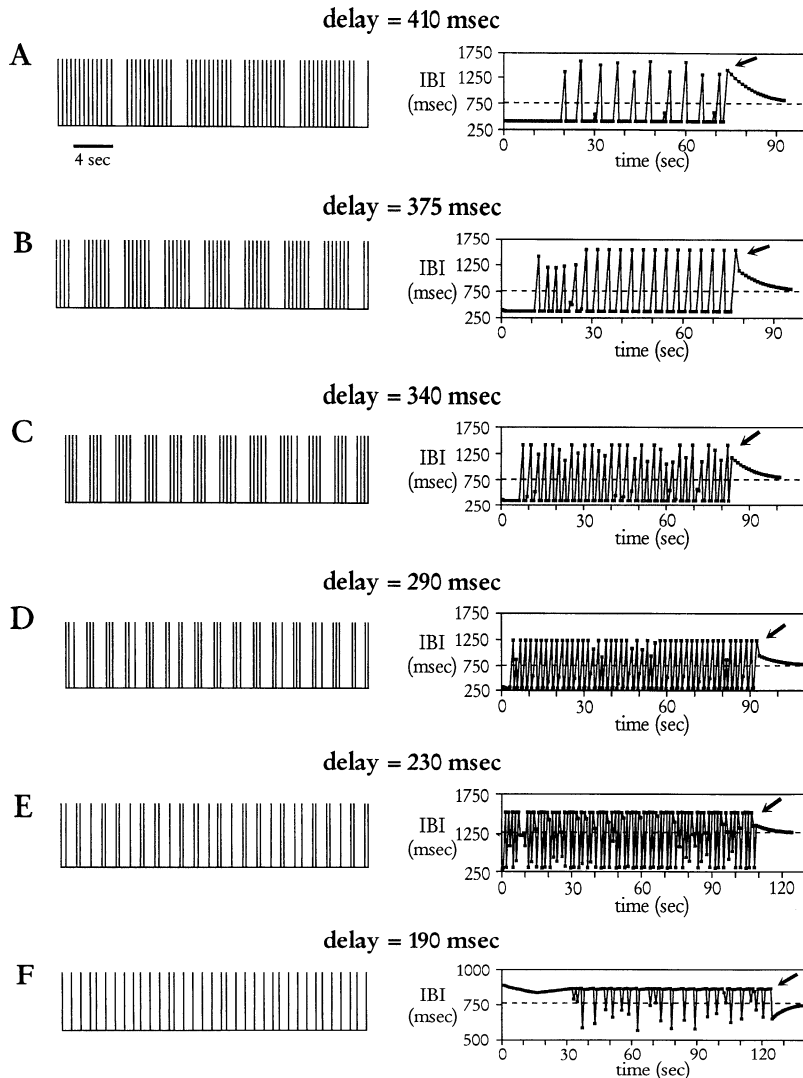 delay = 410 msec
A
4 sec
IBI
(msec)
1750
1250
750
250
0 30 60 90
time (sec)
delay = 375 msec
B
IBI
(msec)
1750
1250
750
250
0 30 60 90
time (sec)
delay = 340 msec
C
IBI
(msec)
1750
1250
750
250
0 30 60 90
time (sec)
delay = 290 msec
D
IBI
(msec)
1750
1250
750
250
0 30 60 90
time (sec)
delay = 230 msec
E
IBI
(msec)
1750
1250
250
0 30 60 90 120
time (sec)
delay = 190 msec
F
IBI
(msec)
1000
750
500
0 30 60 90 120
time (sec)